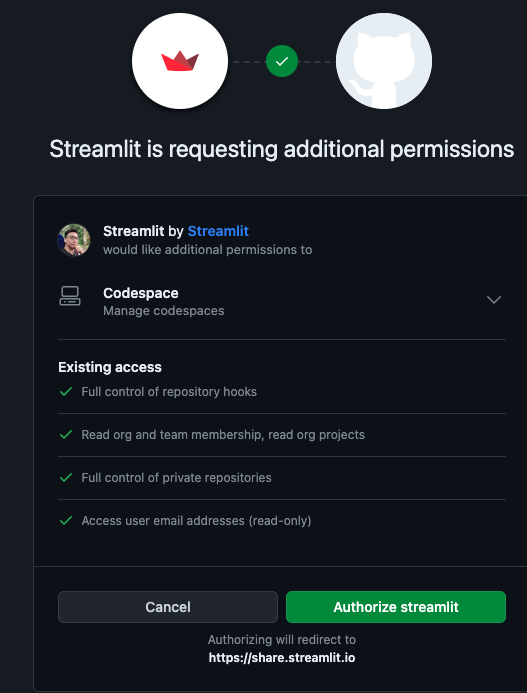 Streamlit is requesting additional permissions
Streamlit by Streamlit
would like additional permissions to
Codespace
Manage codespaces
Existing access
Full control of repository hooks
Read org and team membership, read org projects
Full control of private repositories
Access user email addresses (read-only)
Cancel
Authorize streamlit
Authorizing will redirect to
https://share.streamlit.io